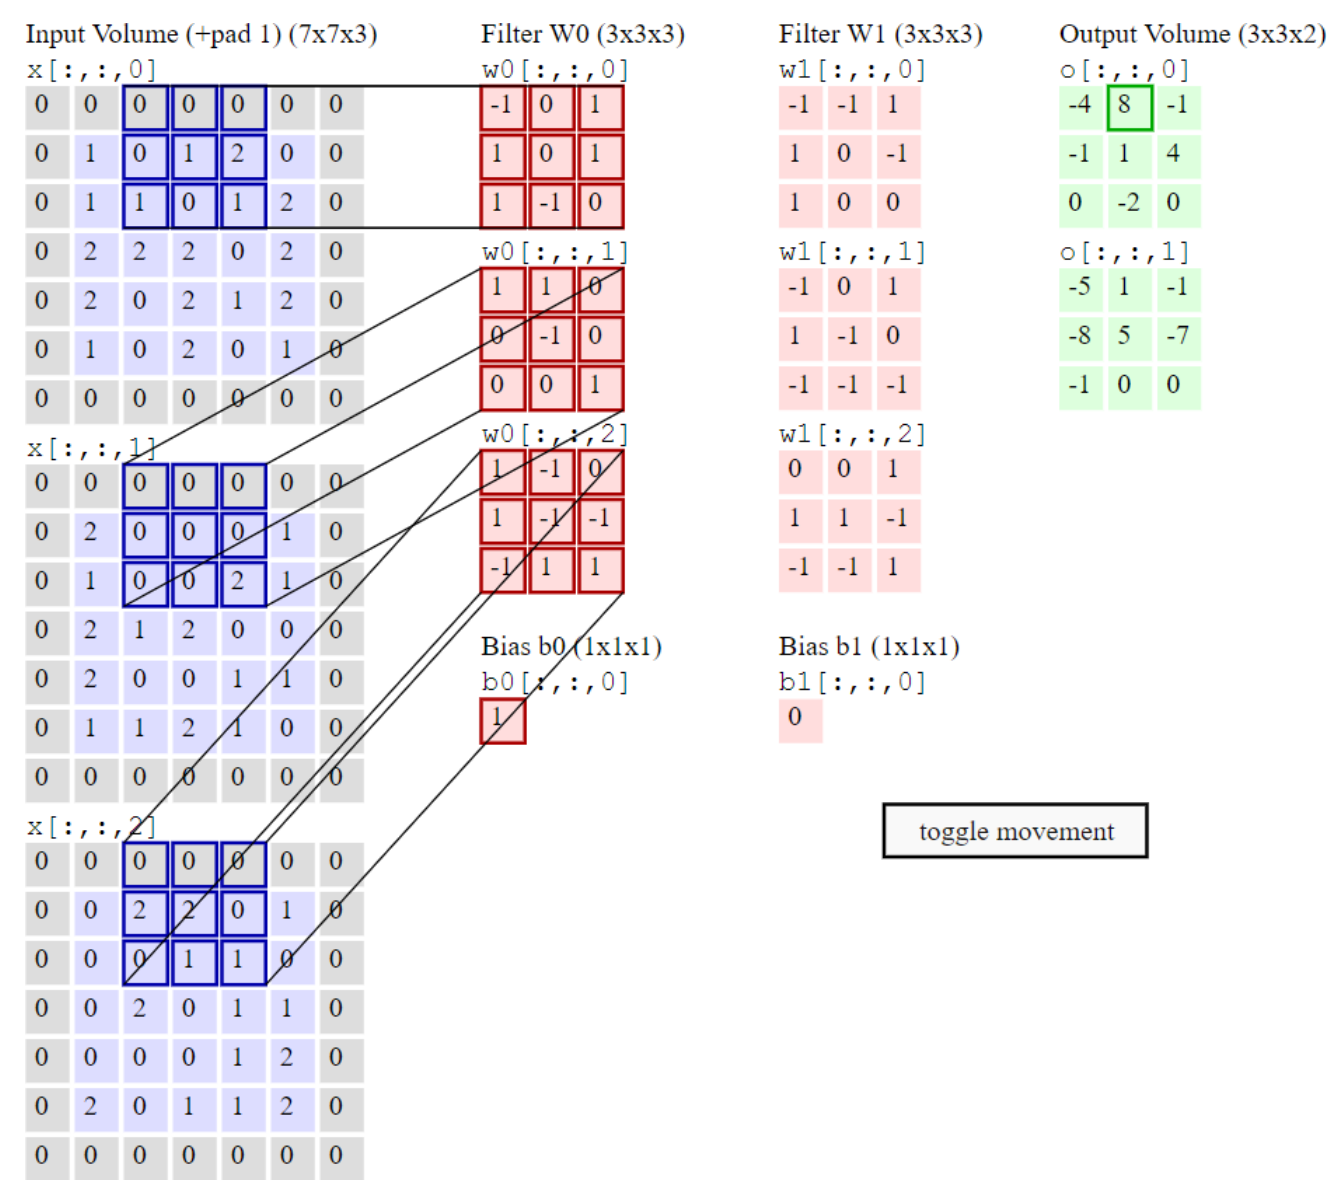 Input Volume (+pad 1) (7x7x3) Filter W0 (3x3x3) Filter W1 (3x3x3) Output Volume (3x3x2)
x[:,:,0] w0[:,:,0] w1[:,:,0] o[:,:,0]
0 0 0 0 0 0 0 -1 0 1 -1 -1 1 -4 8 -1
0 1 0 1 2 0 0 1 0 1 1 0 -1 -1 1 4
0 1 1 0 1 2 0 1 -1 0 1 0 0 0 -2 0
0 2 2 2 0 2 0 w0[:,:,1] w1[:,:,1] o[:,:,1]
0 2 0 2 1 2 0 1 1 0 -1 0 1 -5 1 -1
0 1 0 2 0 1 0 0 -1 0 1 -1 0 -8 5 -7
0 0 0 0 0 0 0 0 0 1 -1 -1 -1 -1 0 0
x[:,:,1] w0[:,:,2] w1[:,:,2]
0 0 0 0 0 0 0 1 -1 0 0 0 1
0 2 0 0 0 1 0 1 -1 -1 1 1 -1
0 1 0 0 2 1 0 -1 1 1 -1 -1 1
0 2 1 2 0 0 0 Bias b0 (1x1x1) Bias b1 (1x1x1)
0 2 0 0 1 1 0 b0[:,:,0] b1[:,:,0]
0 1 1 2 1 0 0 1 0
0 0 0 0 0 0 0
x[:,:,2] toggle movement
0 0 0 0 0 0 0
0 0 2 2 0 1 0
0 0 0 1 1 0 0
0 0 2 0 1 1 0
0 0 0 0 1 2 0
0 2 0 1 1 2 0
0 0 0 0 0 0 0